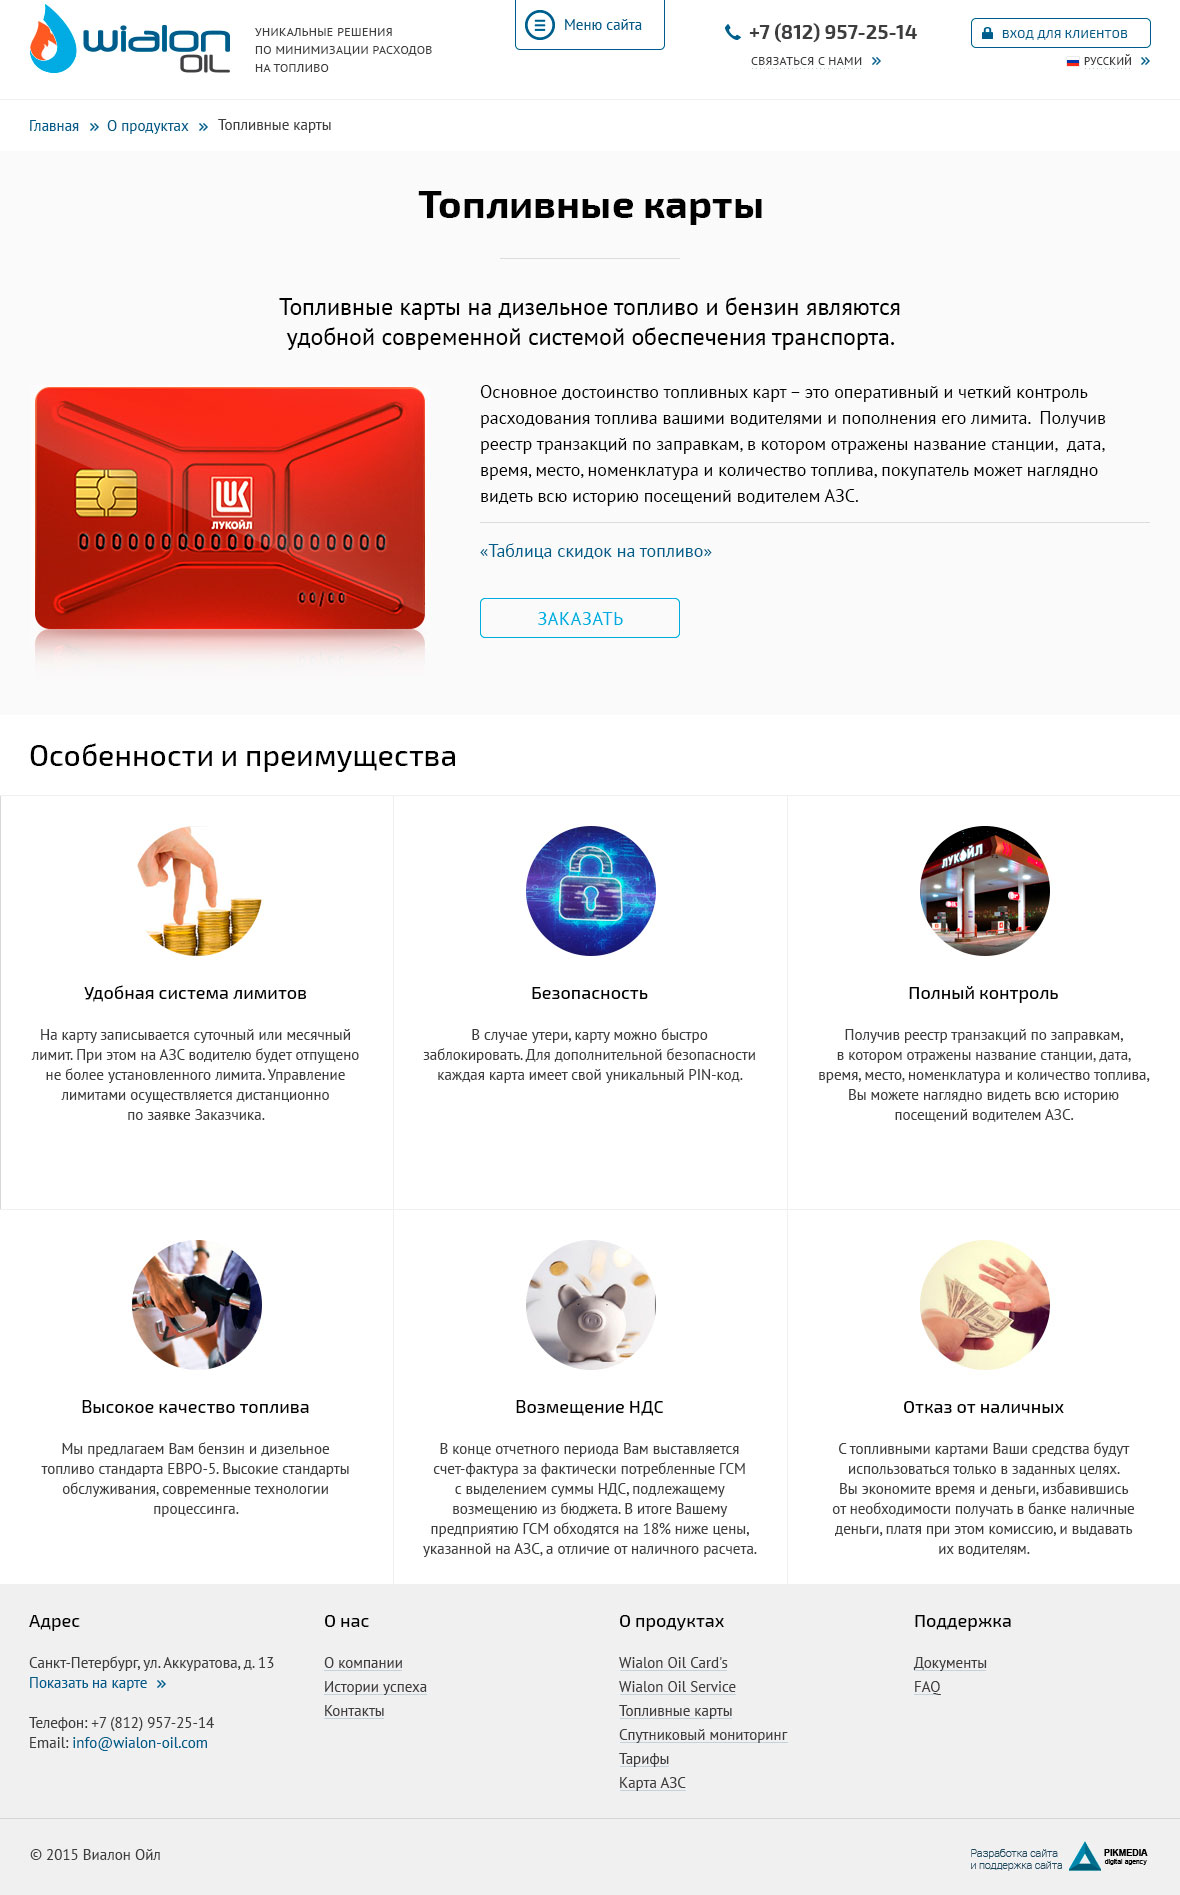 wialon
OIL
УНИКАЛЬНЫЕ РЕШЕНИЯ
ПО МИНИМИЗАЦИИ РАСХОДОВ
НА ТОПЛИВО
Меню сайта
+7 (812) 957-25-14
СВЯЗАТЬСЯ С НАМИ »
ВХОД ДЛЯ КЛИЕНТОВ
РУССКИЙ »
Главная » О продуктах » Топливные карты
Топливные карты
Топливные карты на дизельное топливо и бензин являются
удобной современной системой обеспечения транспорта.
ЛУКОЙЛ
00000000000000000000
00/00
00/00
Основное достоинство топливных карт – это оперативный и четкий контроль
расходования топлива вашими водителями и пополнения его лимита. Получив
реестр транзакций по заправкам, в котором отражены название станции, дата,
время, место, номенклатура и количество топлива, покупатель может наглядно
видеть всю историю посещений водителем АЗС.
«Таблица скидок на топливо»
ЗАКАЗАТЬ
Особенности и преимущества
Удобная система лимитов
На карту записывается суточный или месячный
лимит. При этом на АЗС водителю будет отпущено
не более установленного лимита. Управление
лимитами осуществляется дистанционно
по заявке Заказчика.
Безопасность
В случае утери, карту можно быстро
заблокировать. Для дополнительной безопасности
каждая карта имеет свой уникальный PIN-код.
ЛУКОЙЛ
Полный контроль
Получив реестр транзакций по заправкам,
в котором отражены название станции, дата,
время, место, номенклатура и количество топлива,
Вы можете наглядно видеть всю историю
посещений водителем АЗС.
Высокое качество топлива
Мы предлагаем Вам бензин и дизельное
топливо стандарта ЕВРО-5. Высокие стандарты
обслуживания, современные технологии
процессинга.
Возмещение НДС
В конце отчетного периода Вам выставляется
счет-фактура за фактически потребленные ГСМ
с выделением суммы НДС, подлежащему
возмещению из бюджета. В итоге Вашему
предприятию ГСМ обходятся на 18% ниже цены,
указанной на АЗС, а отличие от наличного расчета.
Отказ от наличных
С топливными картами Ваши средства будут
использоваться только в заданных целях.
Вы экономите время и деньги, избавившись
от необходимости получать в банке наличные
деньги, платя при этом комиссию, и выдавать
их водителям.
Адрес
Санкт-Петербург, ул. Аккуратова, д. 13
Показать на карте »
Телефон: +7 (812) 957-25-14
Email: info@wialon-oil.com
О нас
О компании
Истории успеха
Контакты
О продуктах
Wialon Oil Card's
Wialon Oil Service
Топливные карты
Спутниковый мониторинг
Тарифы
Карта АЗС
Поддержка
Документы
FAQ
© 2015 Виалон Ойл
Разработка сайта
и поддержка сайта
PIKMEDIA
digital agency